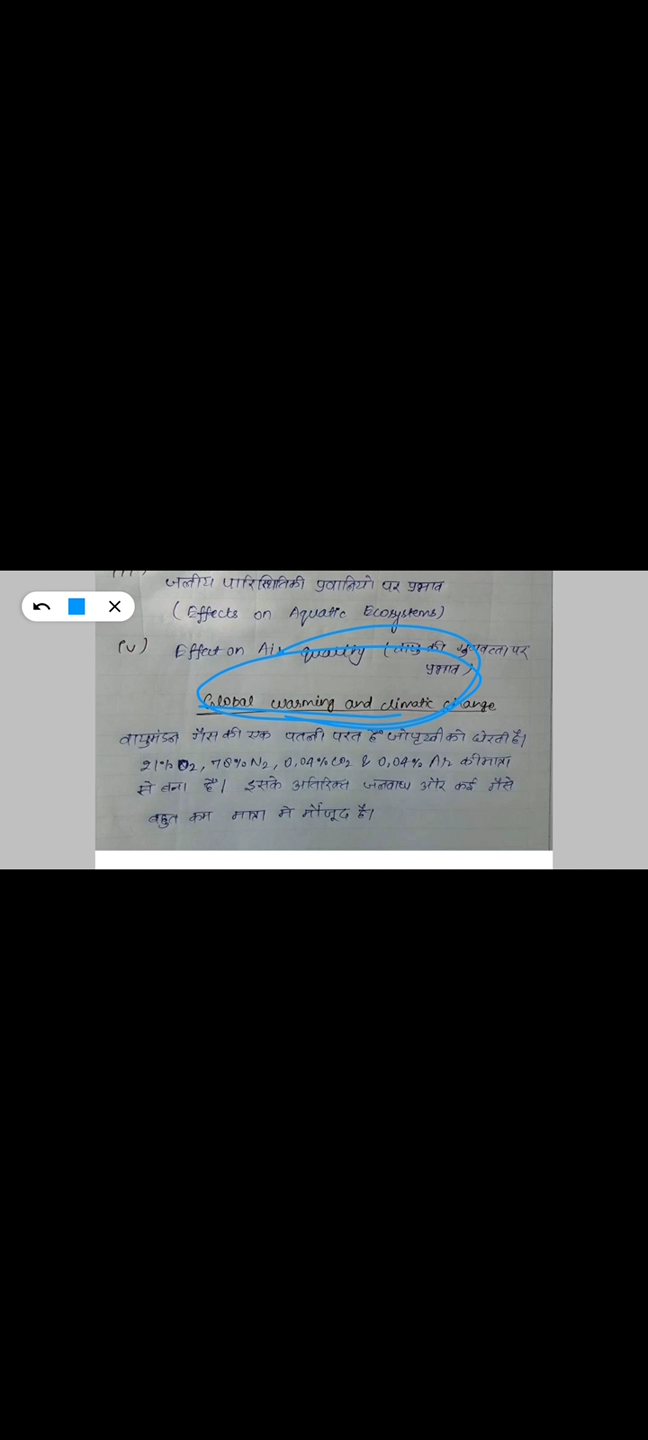 जलीय पारिस्थितिकी प्रणालियो पर प्रभाव
(Effects on Aquatic Ecosystems)
(v) Effect on Air quality (वायु की गुणवत्ता पर
प्रभाव)
Global warming and climatic change
वायुमंडल गैस की एक पतली परत है जो पृथ्वी को घेरती है।
21% O2, 78% N2, 0,04% CO2 & 0,04% Ar की मात्रा
से बना है। इसके अतिरिक्त जलवाष्प और कई गैसे
बहुत कम मात्रा मे मौजूद है।